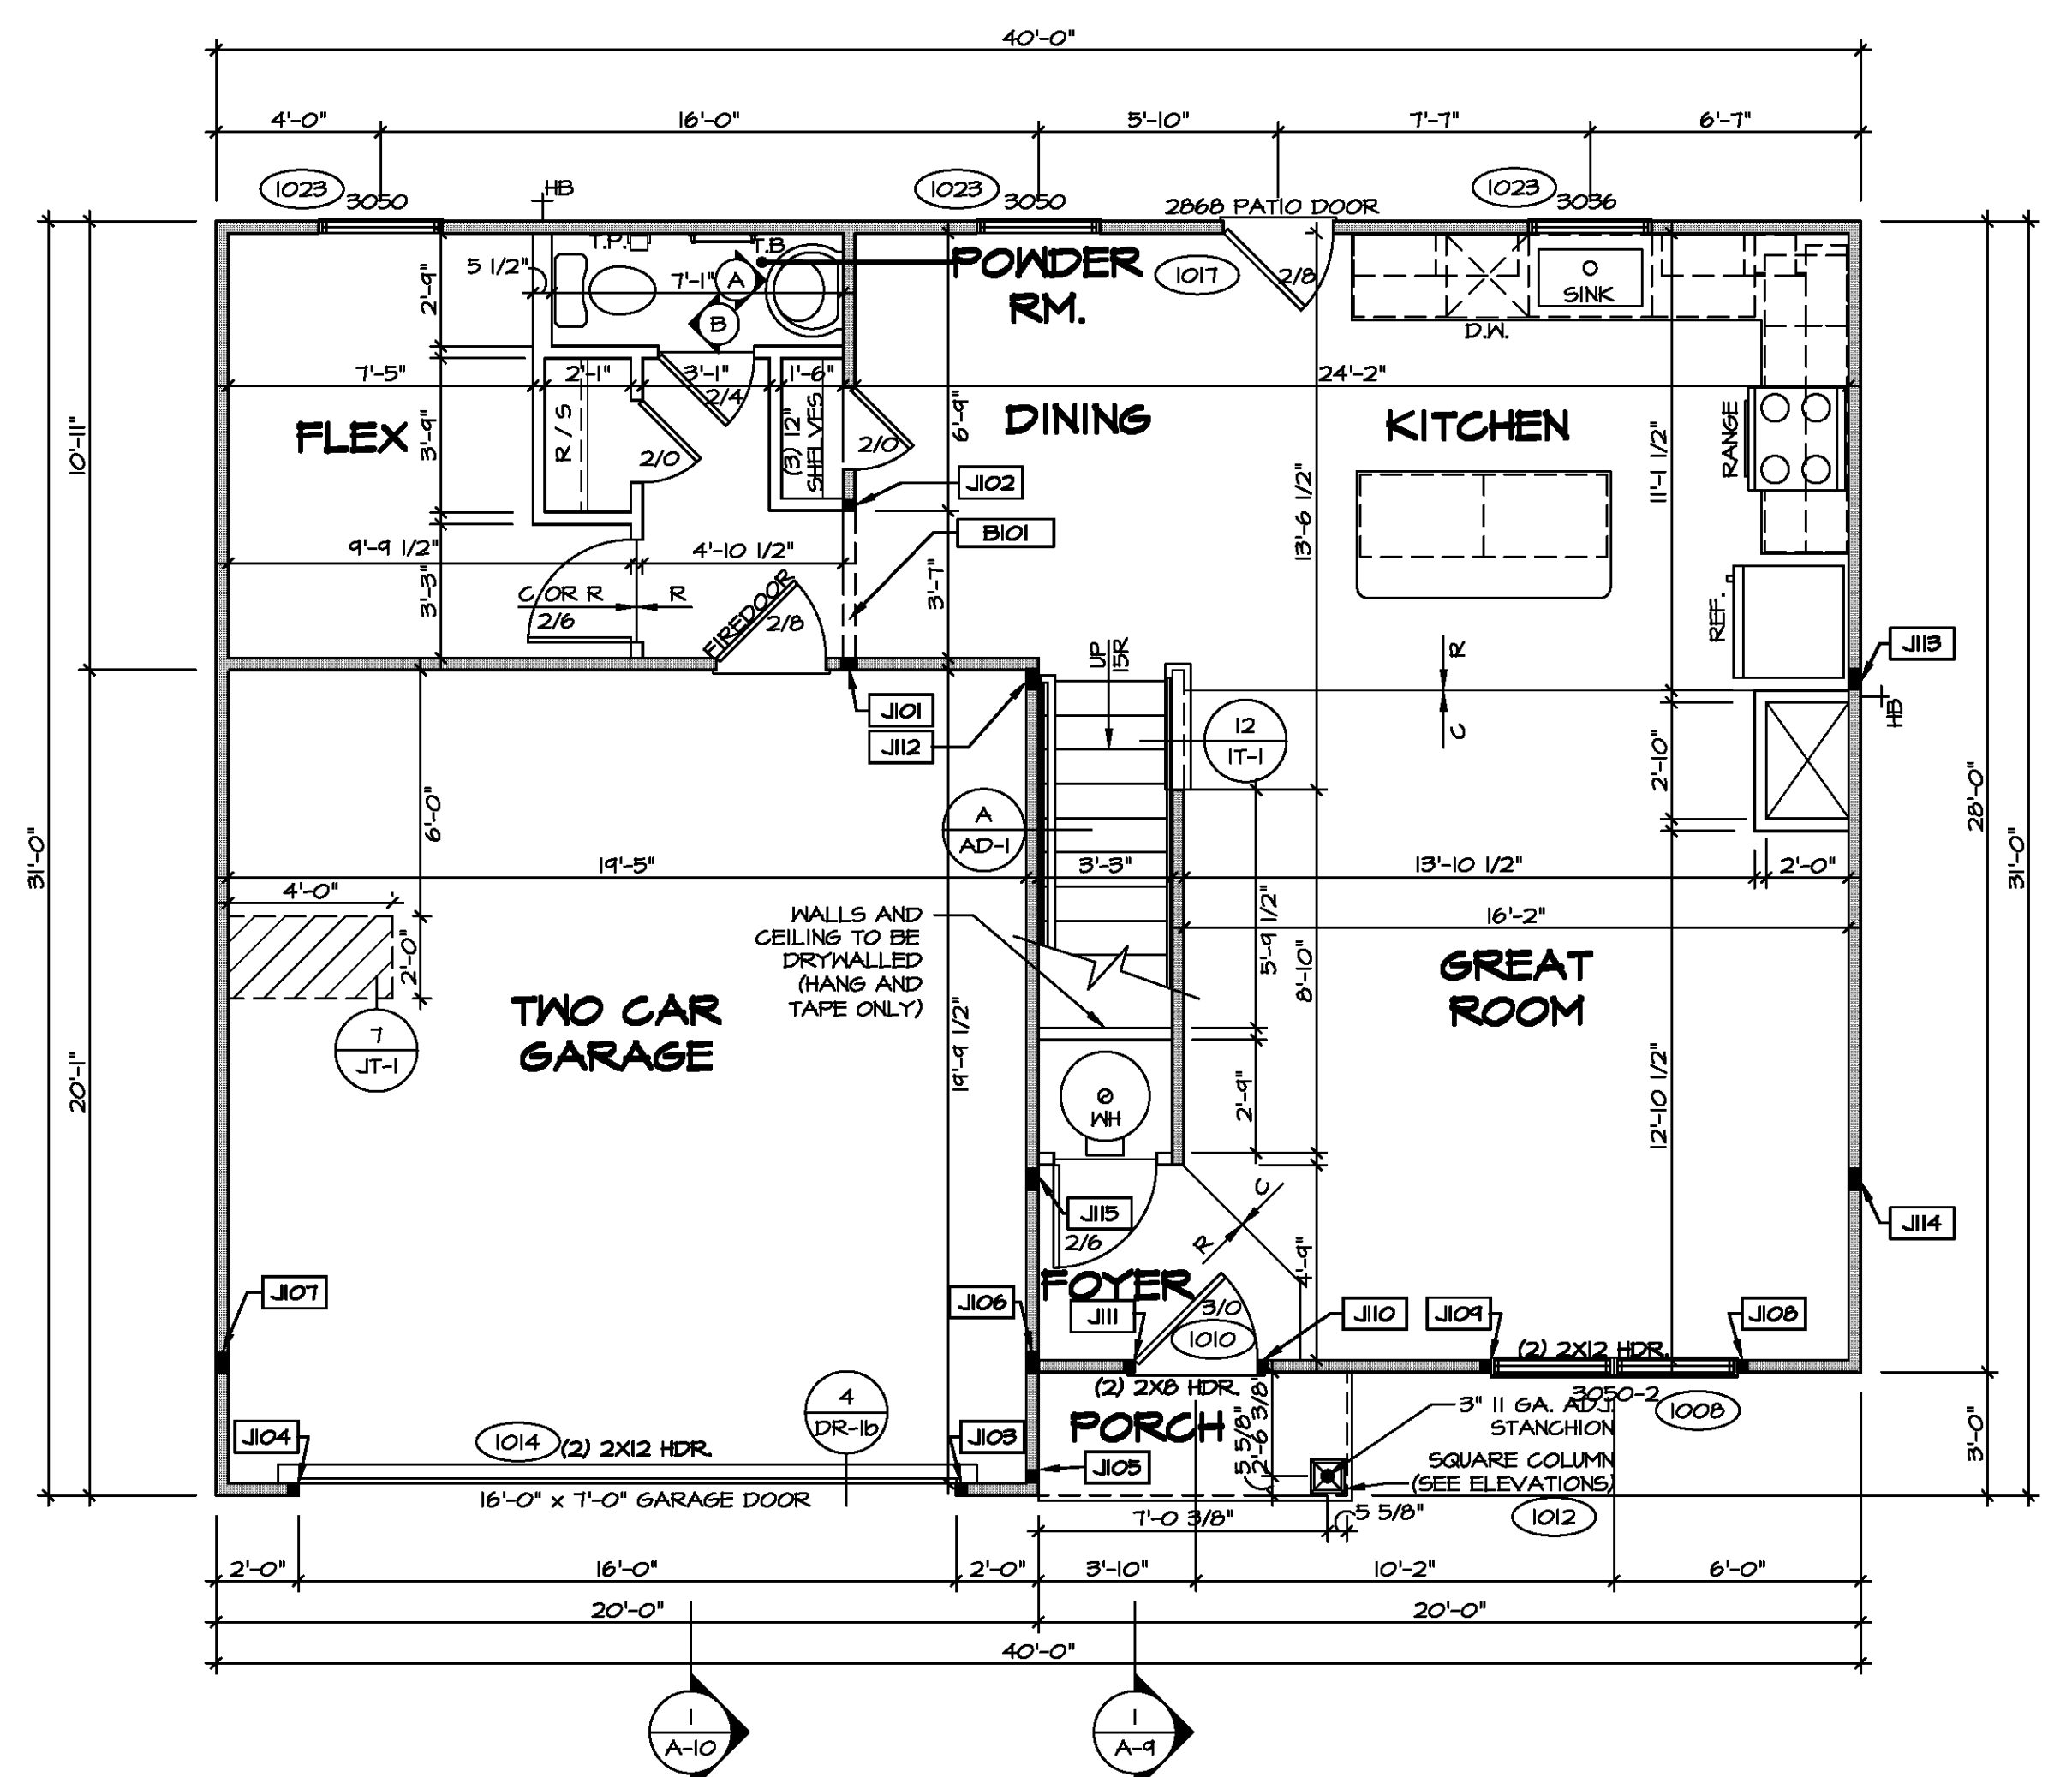 40'-0"
4'-0" 16'-0" 5'-10" 7'-7" 6'-7"
1023 3050 HB 1023 3050 2868 PATIO DOOR 1023 3036
T.P. T.B
5 1/2" 2'-9" 7'-1" A B
POWDER
RM.
1017 2/8 SINK
D.W.
7'-5" 2'-1" 3'-1" 1'-6" 24'-2"
2/4
FLEX 3'-9" R / S 2/0
(3) 12"
SHELVES
2/0 6'-9"
DINING KITCHEN RANGE
10'-11"
J102
B101
13'-6 1/2" 11'-1 1/2"
9'-9 1/2" 4'-10 1/2"
3'-3" C OR R R
2/6 FIREDOOR 2/8 3'-7"
REF.
UP
15R
R
C
J113
HB
J101
J112
12
1T-1
2'-10"
6'-0"
A
AD-1
31'-0" 28'-0" 31'-0"
19'-5" 3'-3" 13'-10 1/2" 2'-0"
4'-0" 2'-0"
16'-2"
WALLS AND
CEILING TO BE
DRYWALLED
(HANG AND
TAPE ONLY)
5'-9 1/2" 8'-10"
GREAT
ROOM
TWO CAR
GARAGE
7
JT-1
20'-1" 19'-9 1/2"
WH 2'-9" 12'-10 1/2"
J115 C
R
J114
2/6 4'-9"
FOYER
J107 J106 J111 3/0 1010 J110 J109 J108
(2) 2X12 HDR.
(2) 2X8 HDR. 3050-2 1008
PORCH
5 5/8" 2'-6 3/8"
3" 11 GA. ADJ.
STANCHION
SQUARE COLUMN
(SEE ELEVATIONS)
1012
4
DR-1b
J104 1014 (2) 2X12 HDR. J103 J105
16'-0" x 7'-0" GARAGE DOOR
7'-0 3/8" 5 5/8" 3'-0"
2'-0" 16'-0" 2'-0" 3'-10" 10'-2" 6'-0"
20'-0" 20'-0"
40'-0"
1
A-10
1
A-9